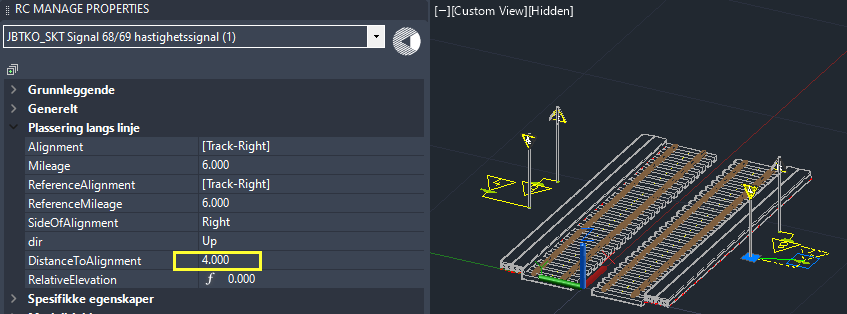 RC MANAGE PROPERTIES
JBTKO_SKT Signal 68/69 hastighetssignal (1)
Grunnleggende
Generelt
Plassering langs linje
Alignment [Track-Right]
Mileage 6.000
ReferenceAlignment [Track-Right]
ReferenceMileage 6.000
SideOfAlignment Right
dir Up
DistanceToAlignment 4.000
RelativeElevation f 0.000
Spesifikke egenskaper
[−][Custom View][Hidden]